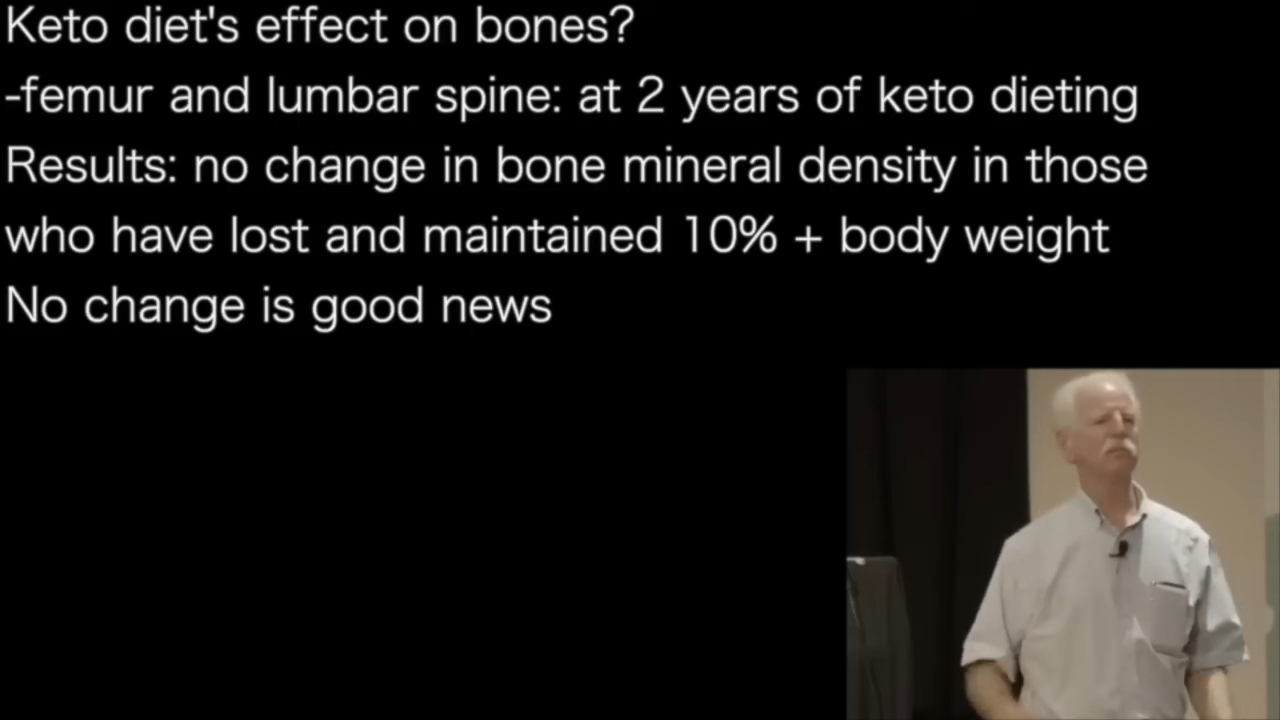 Keto diet's effect on bones?
-femur and lumbar spine: at 2 years of keto dieting
Results: no change in bone mineral density in those
who have lost and maintained 10% + body weight
No change is good news